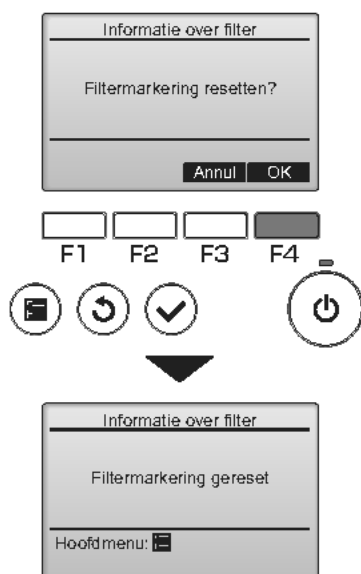 Informatie over filter
Filtermarkering resetten?
Annul OK
F1 F2 F3 F4
Informatie over filter
Filtermarkering gereset
Hoofdmenu: